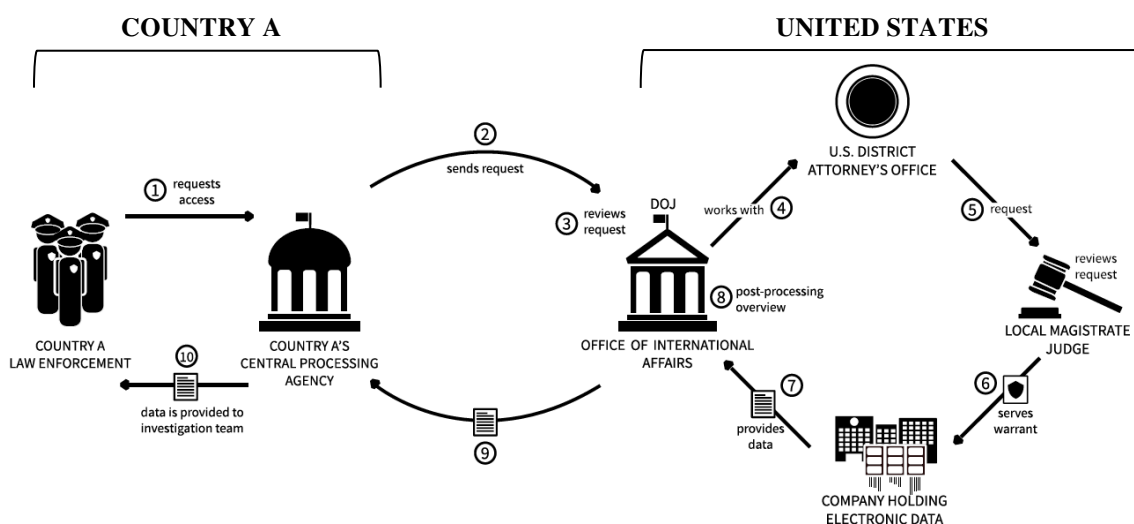 COUNTRY A
UNITED STATES
1
requests
access
COUNTRY A
LAW ENFORCEMENT
COUNTRY A'S
CENTRAL PROCESSING
AGENCY
2
sends request
3
reviews
request
DOJ
OFFICE OF INTERNATIONAL
AFFAIRS
works with
4
U.S. DISTRICT
ATTORNEY'S OFFICE
5
request
reviews
request
LOCAL MAGISTRATE
JUDGE
6
serves
warrant
COMPANY HOLDING
ELECTRONIC DATA
7
provides
data
8
post-processing
overview
9
10
data is provided to
investigation team